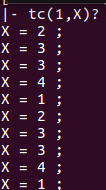 |- tc(1,X)?
X = 2 ;
X = 3 ;
X = 3 ;
X = 4 ;
X = 1 ;
X = 2 ;
X = 3 ;
X = 3 ;
X = 4 ;
X = 1 ;